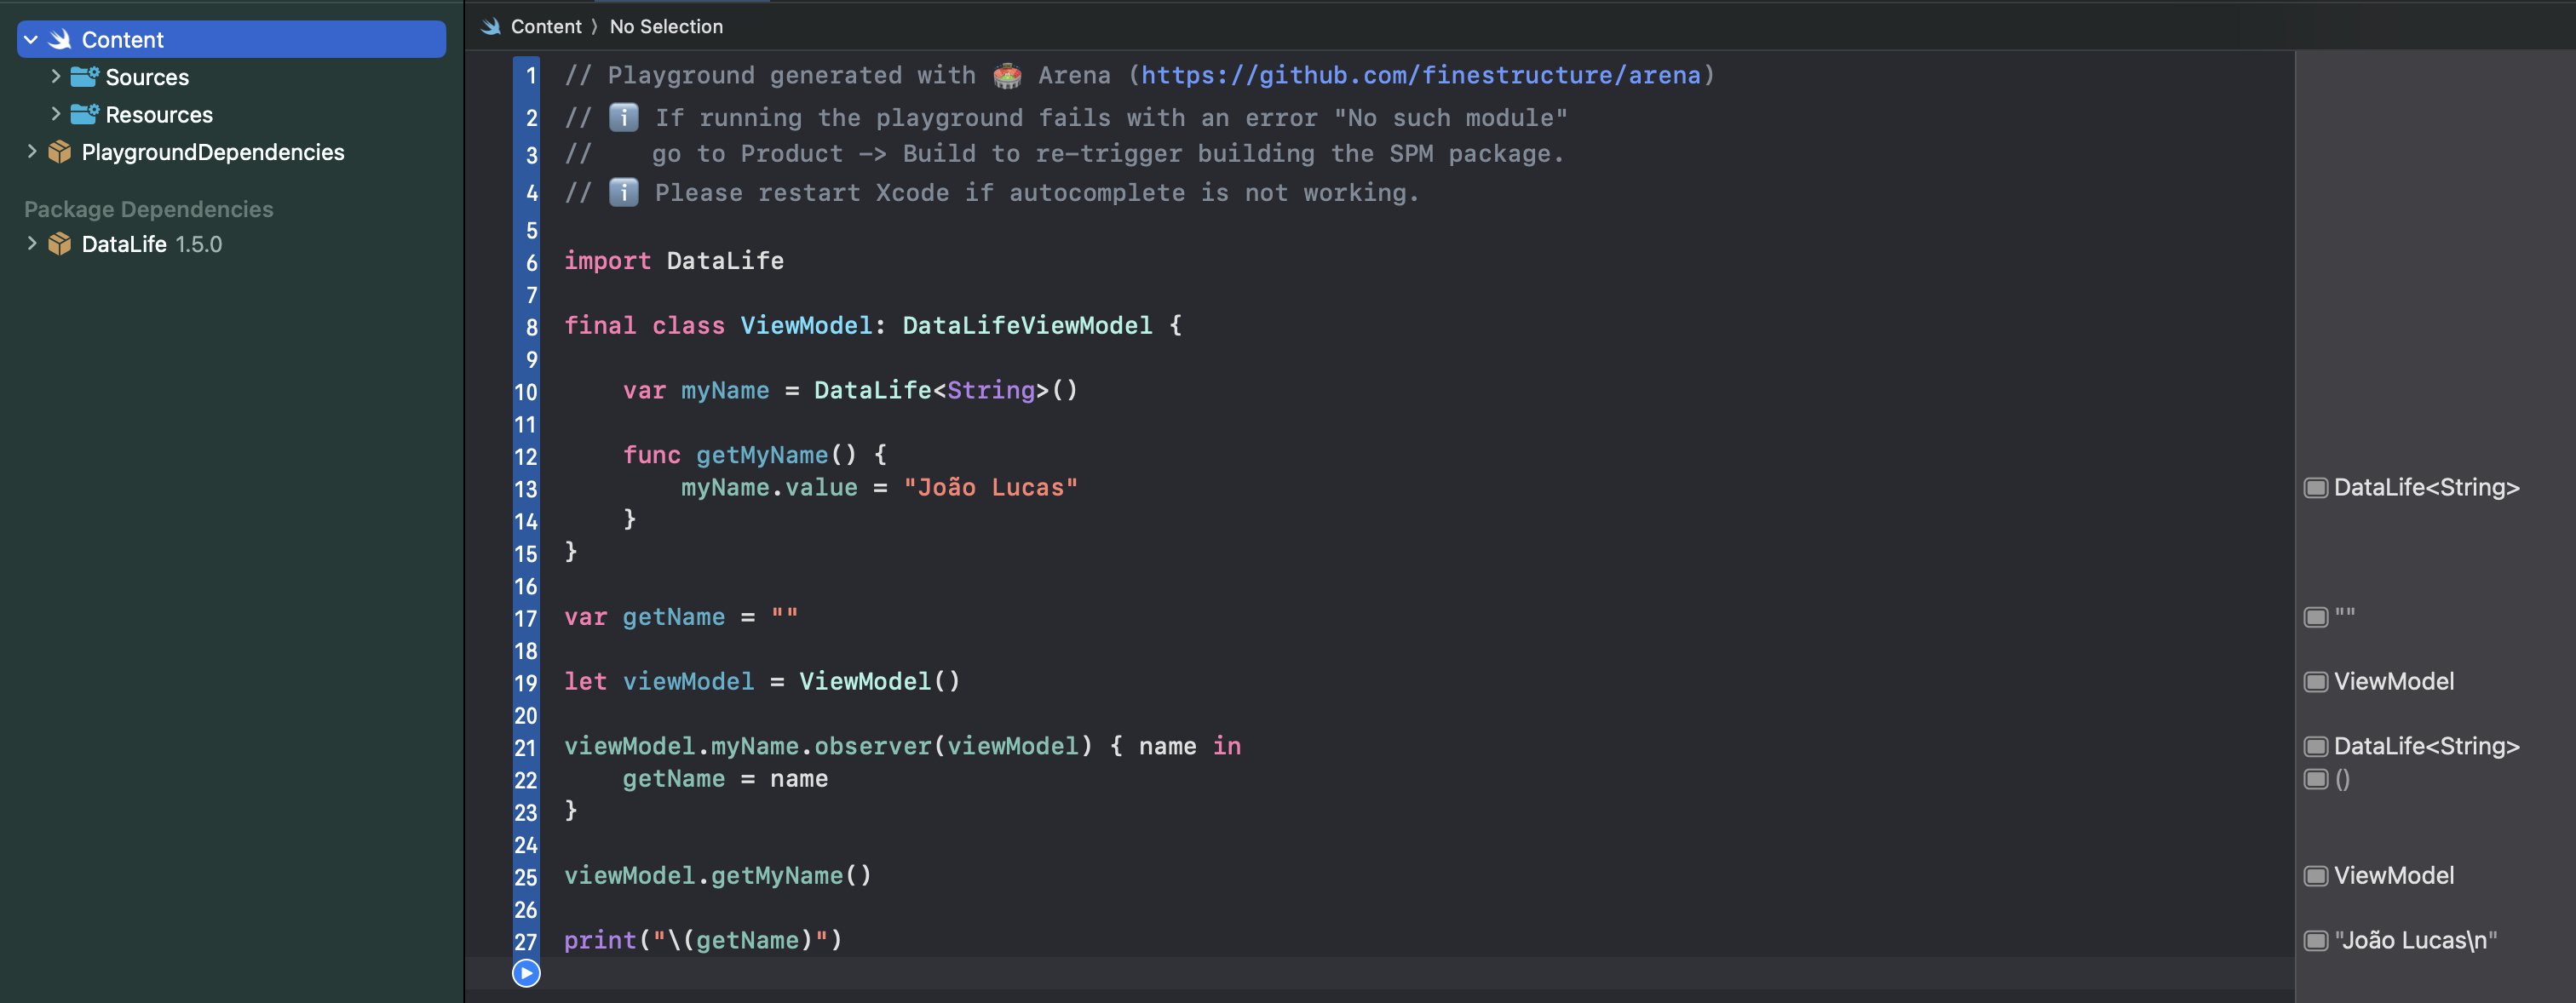 Content
Sources
Resources
PlaygroundDependencies
Package Dependencies
DataLife 1.5.0
Content 〉 No Selection
1 // Playground generated with 🏟 Arena (https://github.com/finestructure/arena)
2 // ℹ️ If running the playground fails with an error "No such module"
3 //    go to Product -> Build to re-trigger building the SPM package.
4 // ℹ️ Please restart Xcode if autocomplete is not working.
5
6 import DataLife
7
8 final class ViewModel: DataLifeViewModel {
9
10     var myName = DataLife<String>()
11
12     func getMyName() {
13         myName.value = "João Lucas"
DataLife<String>
14     }
15 }
16
17 var getName = ""
""
18
19 let viewModel = ViewModel()
ViewModel
20
21 viewModel.myName.observer(viewModel) { name in
DataLife<String>
22     getName = name
()
23 }
24
25 viewModel.getMyName()
ViewModel
26
27 print("\(getName)")
"João Lucas\n"